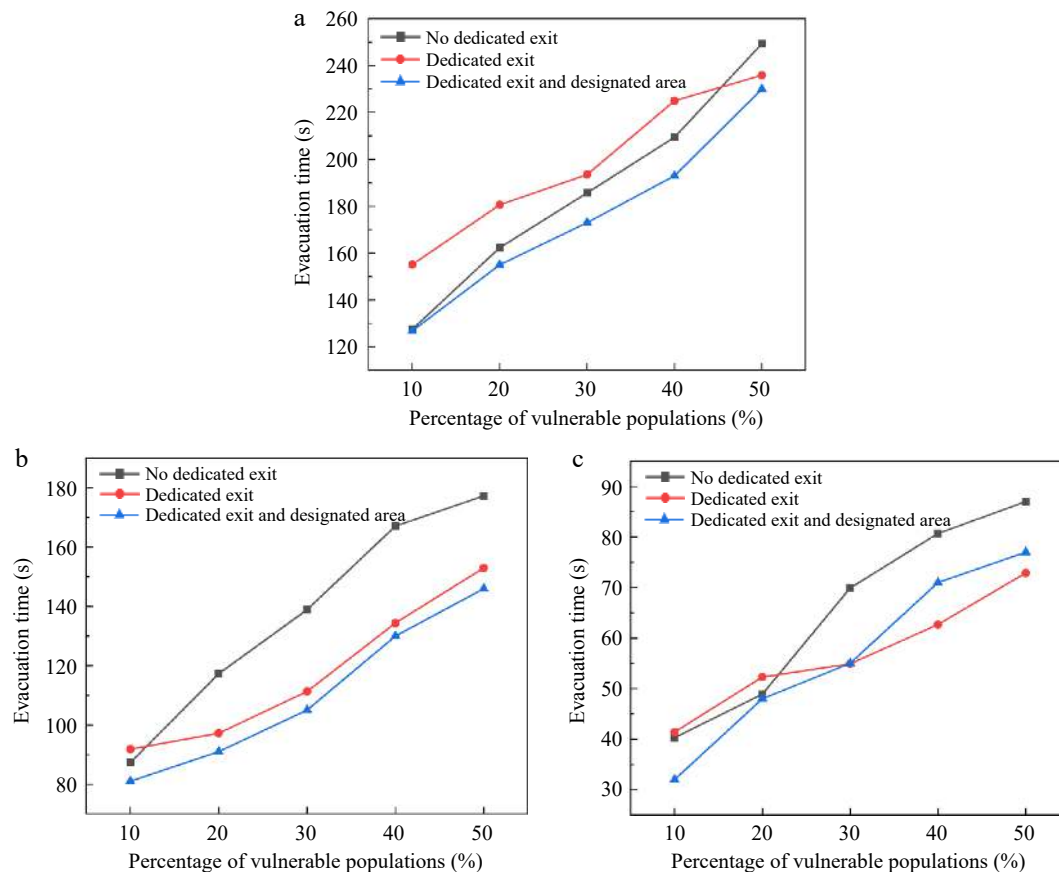 a
260
240
220
200
180
160
140
120
Evacuation time (s)
No dedicated exit
Dedicated exit
Dedicated exit and designated area
10 20 30 40 50
Percentage of vulnerable populations (%)
b
180
160
140
120
100
80
Evacuation time (s)
No dedicated exit
Dedicated exit
Dedicated exit and designated area
10 20 30 40 50
Percentage of vulnerable populations (%)
c
90
80
70
60
50
40
30
Evacuation time (s)
No dedicated exit
Dedicated exit
Dedicated exit and designated area
10 20 30 40 50
Percentage of vulnerable populations (%)